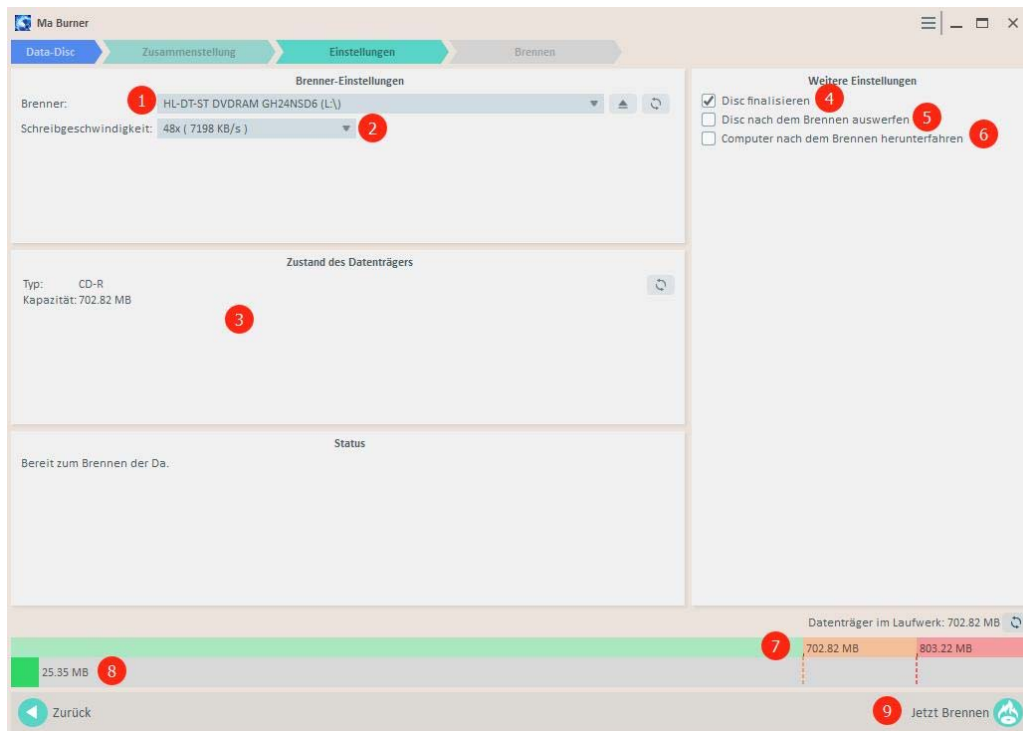 Ma Burner
Data-Disc Zusammenstellung Einstellungen Brennen
Brenner-Einstellungen
Brenner: 1 HL-DT-ST DVDRAM GH24NSD6 (L:\)
Schreibgeschwindigkeit: 48x ( 7198 KB/s ) 2
Weitere Einstellungen
Disc finalisieren 4
Disc nach dem Brennen auswerfen 5
Computer nach dem Brennen herunterfahren 6
Zustand des Datenträgers
Typ: CD-R
Kapazität: 702.82 MB
3
Status
Bereit zum Brennen der Da.
Datenträger im Laufwerk: 702.82 MB
7 702.82 MB 803.22 MB
25.35 MB 8
Zurück 9 Jetzt Brennen